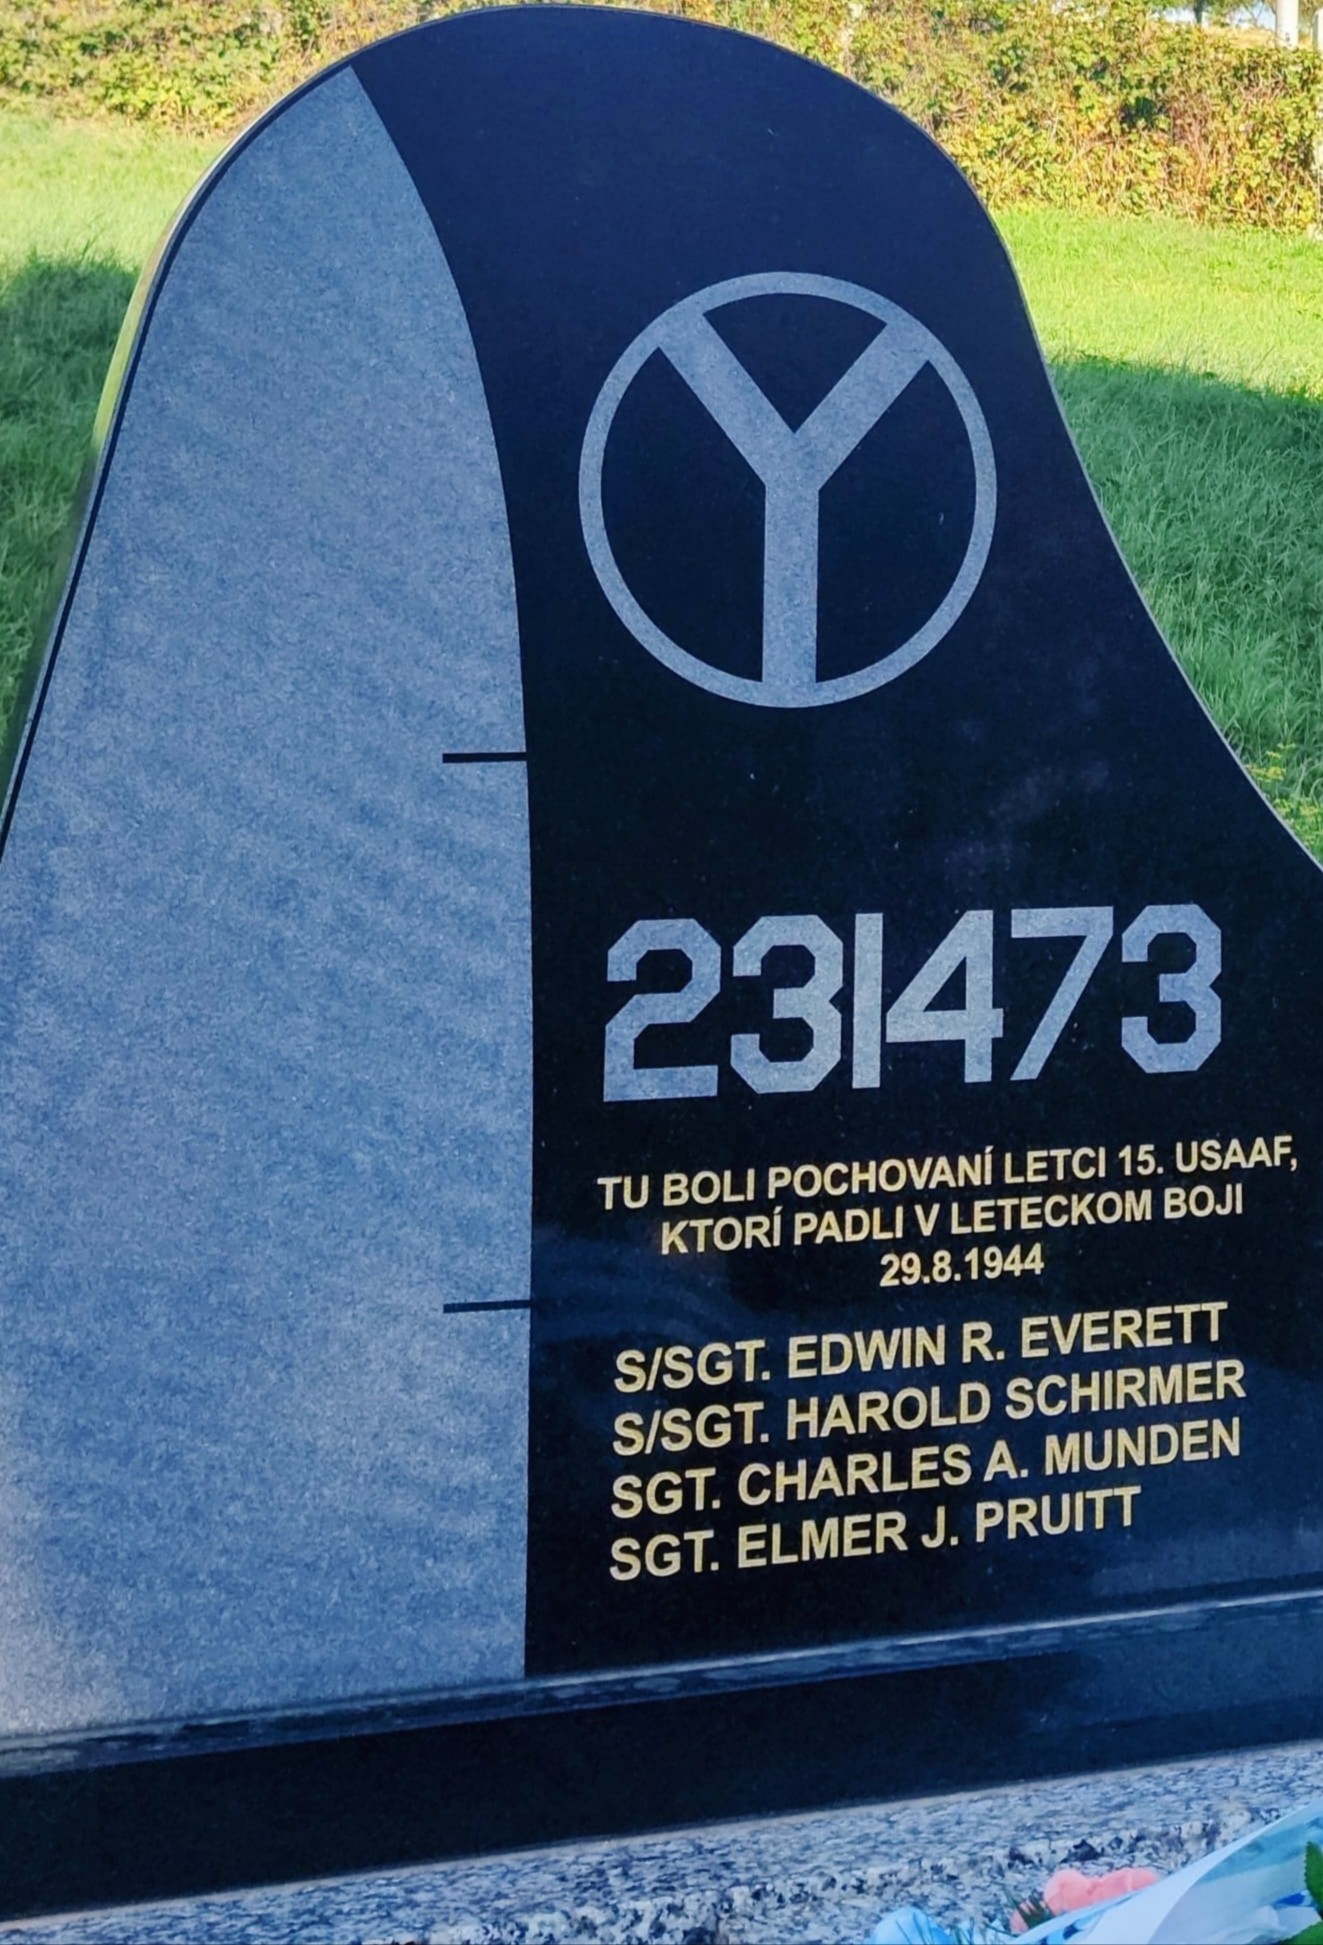 Y
231473
TU BOLI POCHOVANÍ LETCI 15. USAAF,
KTORÍ PADLI V LETECKOM BOJI
29.8.1944
S/SGT. EDWIN R. EVERETT
S/SGT. HAROLD SCHIRMER
SGT. CHARLES A. MUNDEN
SGT. ELMER J. PRUITT